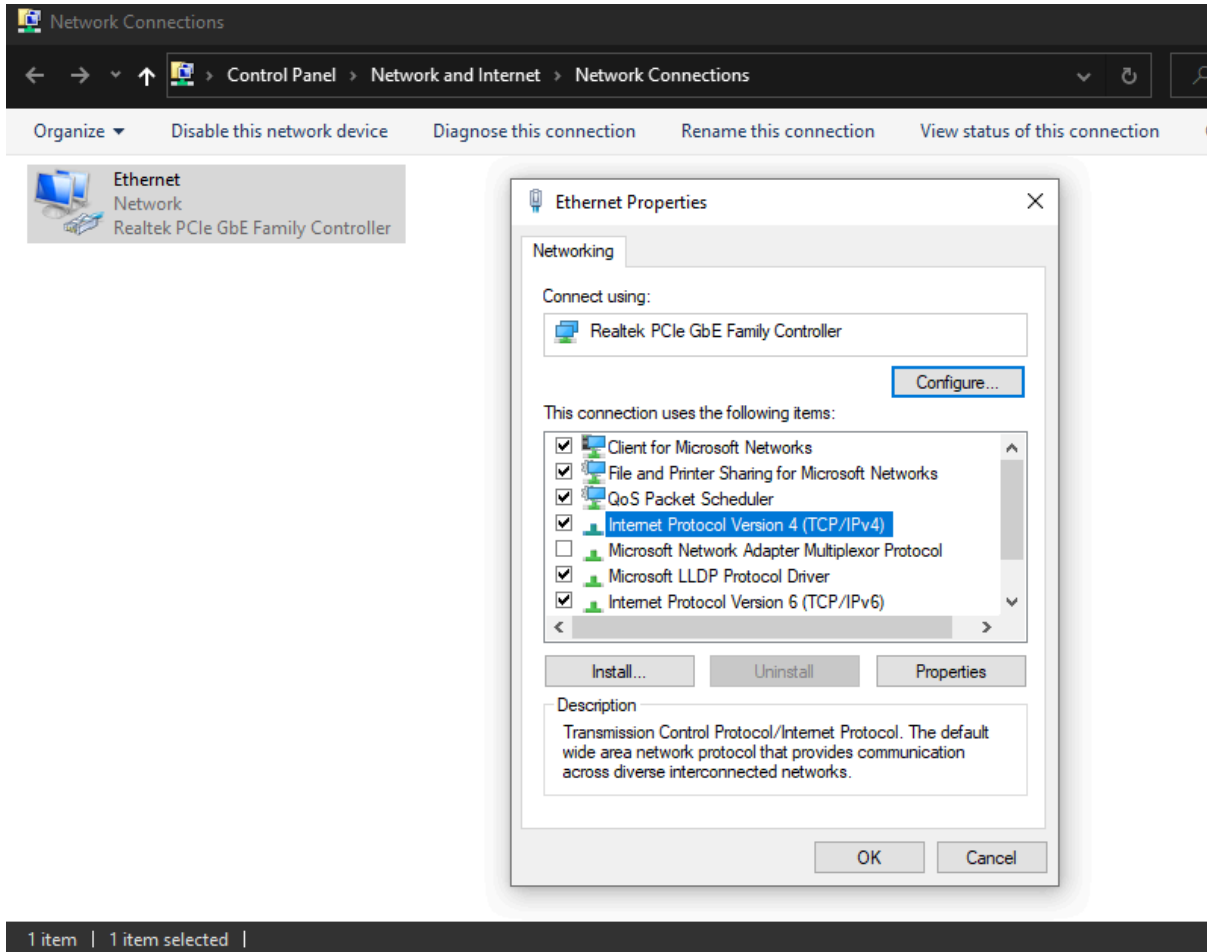 Network Connections
Control Panel > Network and Internet > Network Connections
Organize Disable this network device Diagnose this connection Rename this connection View status of this connection
Ethernet
Network
Realtek PCIe GbE Family Controller
Ethernet Properties
Networking
Connect using:
Realtek PCIe GbE Family Controller
Configure...
This connection uses the following items:
Client for Microsoft Networks
File and Printer Sharing for Microsoft Networks
QoS Packet Scheduler
Internet Protocol Version 4 (TCP/IPv4)
Microsoft Network Adapter Multiplexor Protocol
Microsoft LLDP Protocol Driver
Internet Protocol Version 6 (TCP/IPv6)
Install... Uninstall Properties
Description
Transmission Control Protocol/Internet Protocol. The default
wide area network protocol that provides communication
across diverse interconnected networks.
OK Cancel
1 item | 1 item selected |